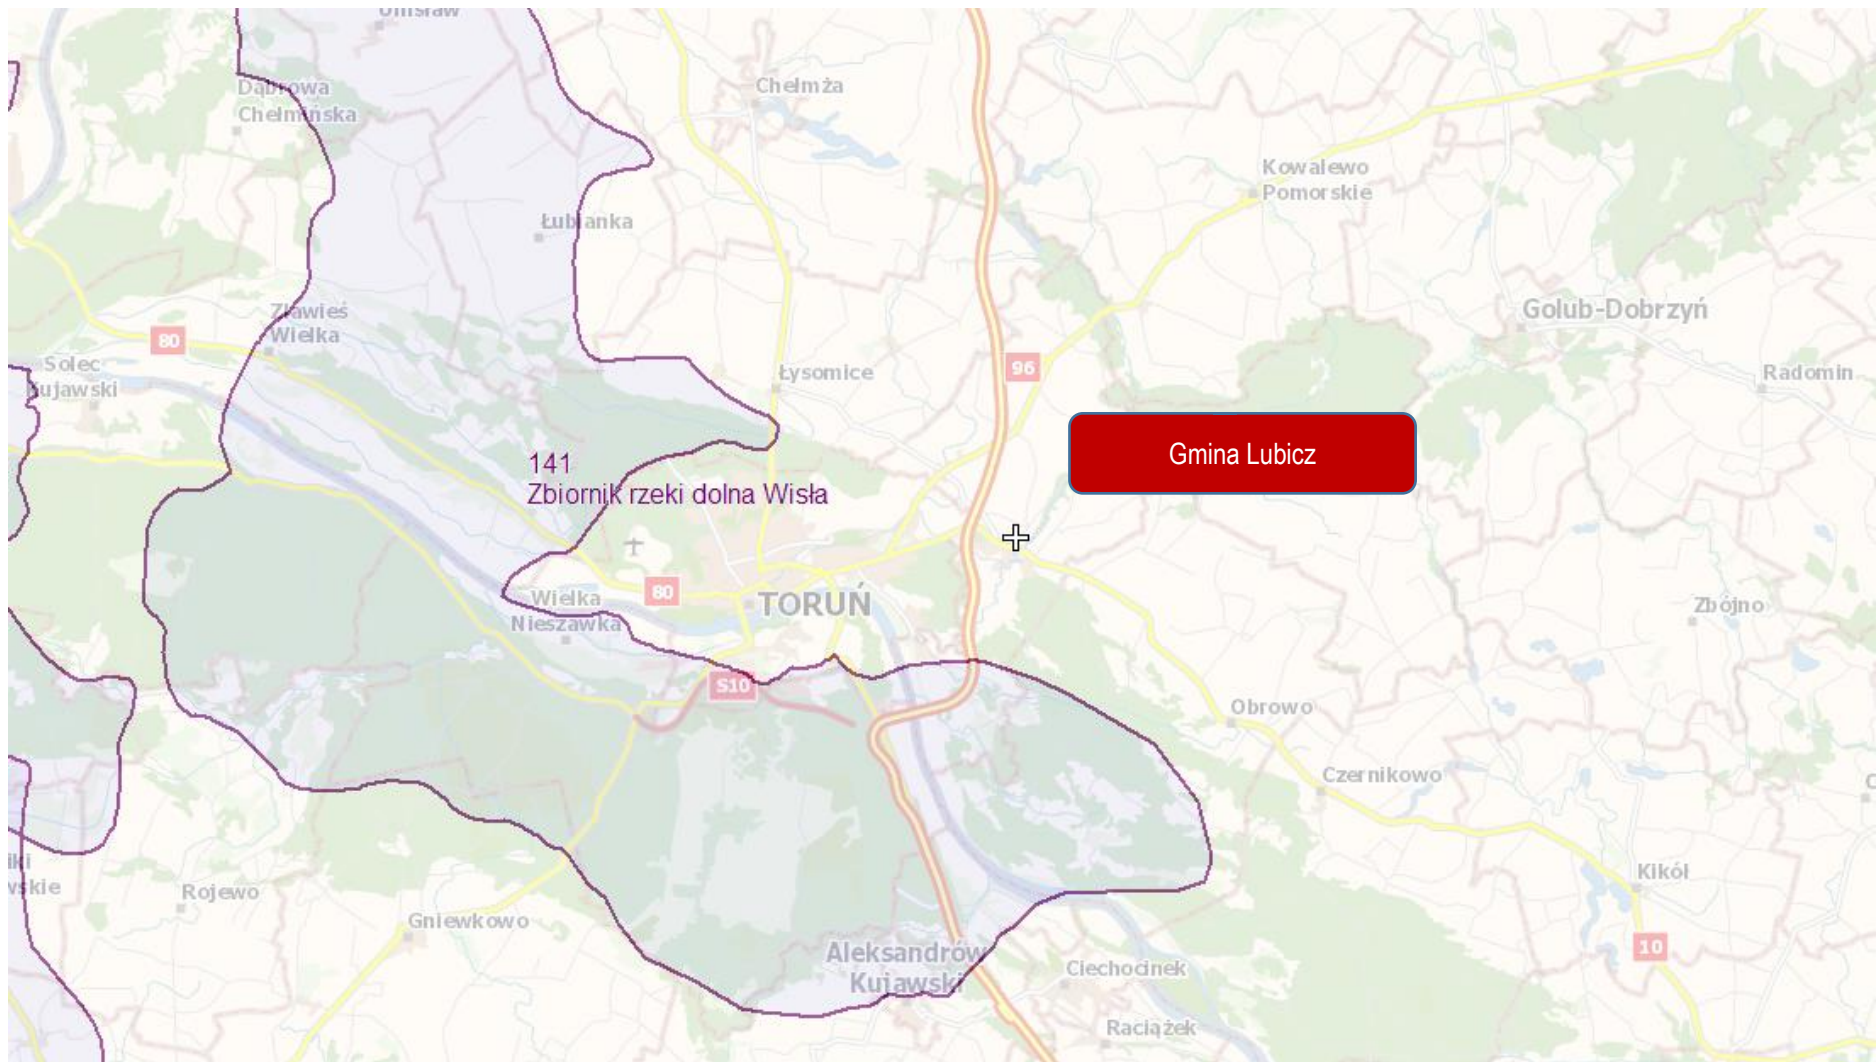 Unisław
Dąbrowa
Chełmińska
Chełmża
Kowalewo
Pomorskie
Łubianka
Zławieś
Wielka
80
Solec
Kujawski
Łysomice
96
Golub-Dobrzyń
Radomin
Gmina Lubicz
141
Zbiornik rzeki dolna Wisła
Wielka
Nieszawka
80
TORUŃ
Zbójno
S10
Obrowo
Czernikowo
Kikół
Rojewo
Gniewkowo
Aleksandrów
Kujawski
Ciechocinek
10
Raciążek